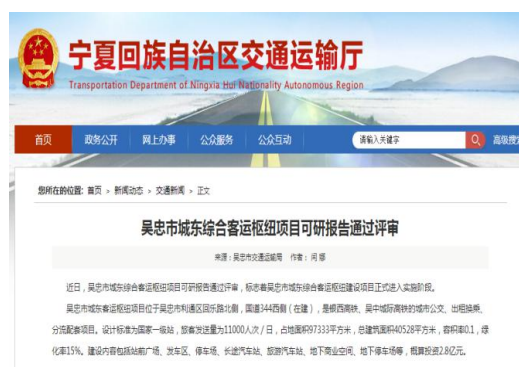 宁夏回族自治区交通运输厅
Transportation Department of Ningxia Hui Nationality Autonomous Region
首页 政务公开 网上办事 公众服务 公众互动 请输入关键字 高级搜
您所在的位置: 首页 > 新闻动态 > 交通新闻 > 正文
吴忠市城东综合客运枢纽项目可研报告通过评审
来源：吴忠市交通运输局 作者：闫娜
近日，吴忠市城东综合客运枢纽项目可研报告通过评审，标志着吴忠市城东综合客运枢纽建设项目正式进入实施阶段。
吴忠市城东客运枢纽项目位于吴忠市利通区回乐路北侧，国道344西侧（在建），是银西高铁、吴中城际高铁的城市公交、出租换乘、
分流配套项目。设计标准为国家一级站，旅客发送量为11000人次／日，占地面积97333平方米，总建筑面积40528平方米，容积率0.1，绿
化率15%。建设内容包括站前广场、发车区、停车场、长途汽车站、旅游汽车站、地下商业空间、地下停车场等，概算投资2.8亿元。